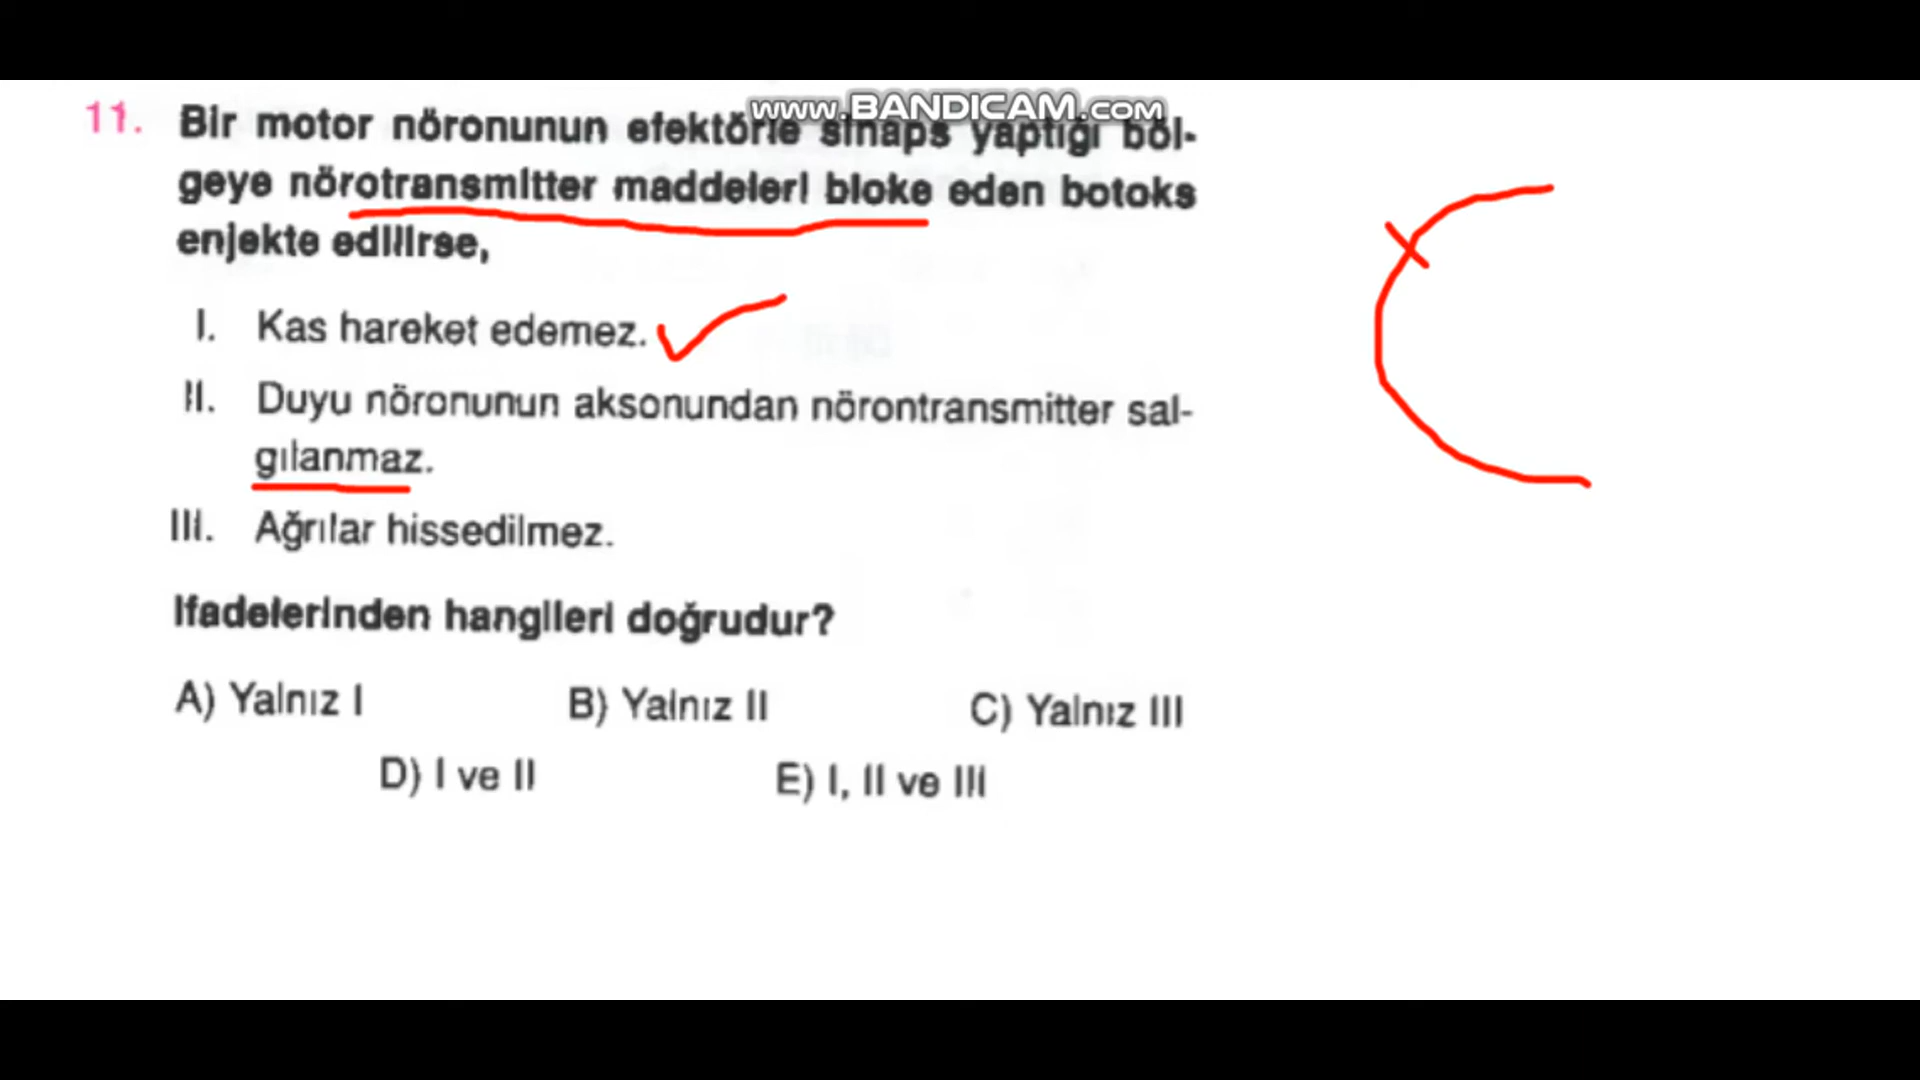 www.BANDICAM.com
11. Bir motor nöronunun efektörle sinaps yaptığı böl-
geye nörotransmitter maddeleri bloke eden botoks
enjekte edilirse,
I. Kas hareket edemez.
II. Duyu nöronunun aksonundan nörontransmitter sal-
gılanmaz.
III. Ağrılar hissedilmez.
ifadelerinden hangileri doğrudur?
A) Yalnız I B) Yalnız II C) Yalnız III
D) I ve II E) I, II ve III